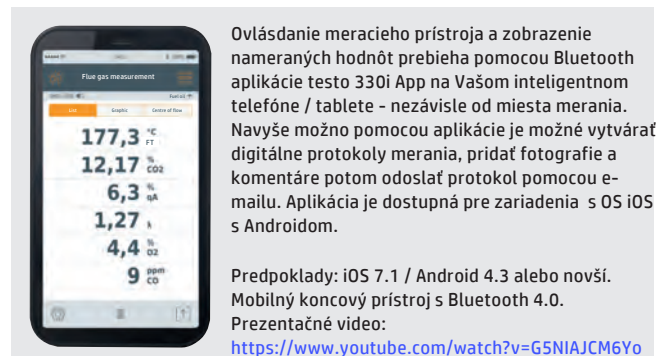 Flue gas measurement
Fuel oil
List Graphic Centre of flow
177,3 °C FT
12,17 % CO2
6,3 % qA
1,27 λ
4,4 % O2
9 ppm CO
Ovlásdanie meracieho prístroja a zobrazenie
nameraných hodnôt prebieha pomocou Bluetooth
aplikácie testo 330i App na Vašom inteligentnom
telefóne / tablete - nezávisle od miesta merania.
Navyše možno pomocou aplikácie je možné vytvárať
digitálne protokoly merania, pridať fotografie a
komentáre potom odoslať protokol pomocou e-
mailu. Aplikácia je dostupná pre zariadenia s OS iOS
s Androidom.
Predpoklady: iOS 7.1 / Android 4.3 alebo novší.
Mobilný koncový prístroj s Bluetooth 4.0.
Prezentačné video:
https://www.youtube.com/watch?v=G5NIAJCM6Yo